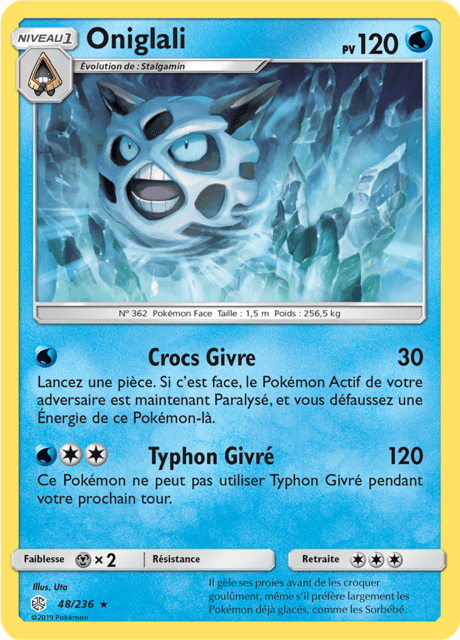 NIVEAU 1
Oniglali
PV 120
Évolution de : Stalgamin
N° 362 Pokémon Face Taille : 1,5 m Poids : 256,5 kg
Crocs Givre 30
Lancez une pièce. Si c'est face, le Pokémon Actif de votre
adversaire est maintenant Paralysé, et vous défaussez une
Énergie de ce Pokémon-là.
Typhon Givré 120
Ce Pokémon ne peut pas utiliser Typhon Givré pendant
votre prochain tour.
Faiblesse × 2 Résistance Retraite
Illus. Uta
48/236 ★
©2019 Pokémon
Il gèle ses proies avant de les croquer
goulûment, même s'il préfère largement les
Pokémon déjà glacés, comme les Sorbébé.